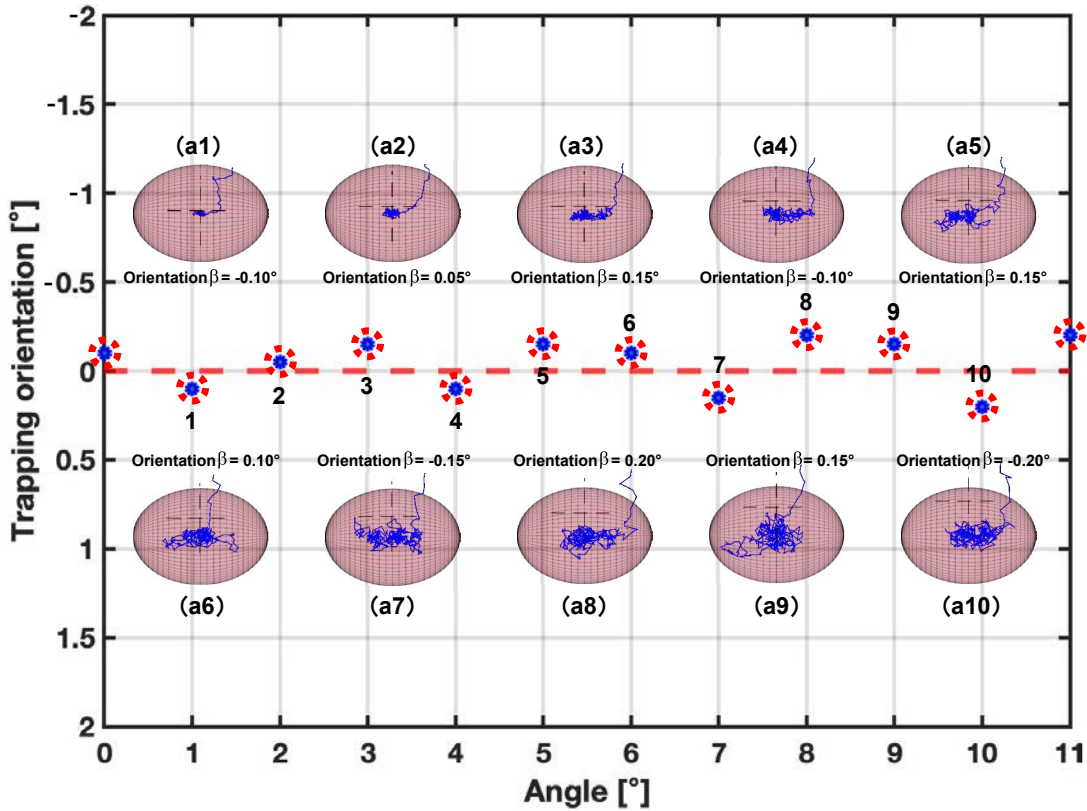 -2
-1.5
-1
-0.5
0
0.5
1
1.5
2
Trapping orientation [°]
（a1） （a2） （a3） （a4） （a5）
Orientation β = -0.10° Orientation β = 0.05° Orientation β = 0.15° Orientation β = -0.10° Orientation β = 0.15°
1 2 3 4 5 6 7 8 9 10
Orientation β = 0.10° Orientation β = -0.15° Orientation β = 0.20° Orientation β = 0.15° Orientation β = -0.20°
（a6） （a7） （a8） （a9） （a10）
0 1 2 3 4 5 6 7 8 9 10 11
Angle [°]